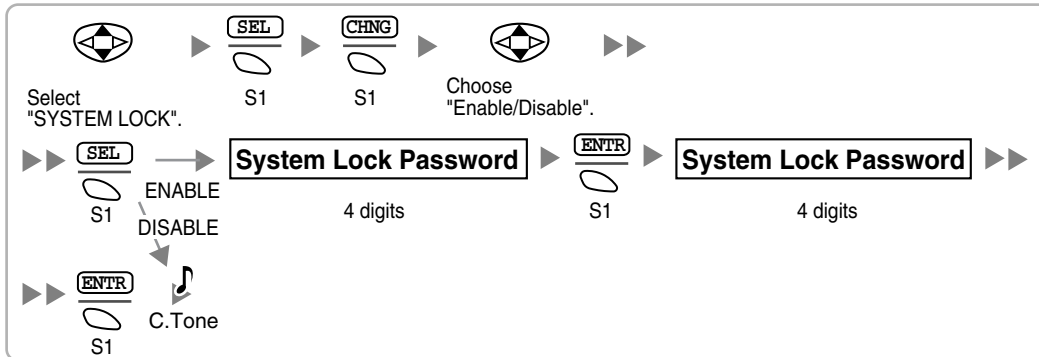 SEL CHNG
Select
"SYSTEM LOCK".
S1 S1
Choose
"Enable/Disable".
SEL
S1
ENABLE
DISABLE
System Lock Password
4 digits
ENTR
S1
System Lock Password
4 digits
ENTR
S1
C.Tone